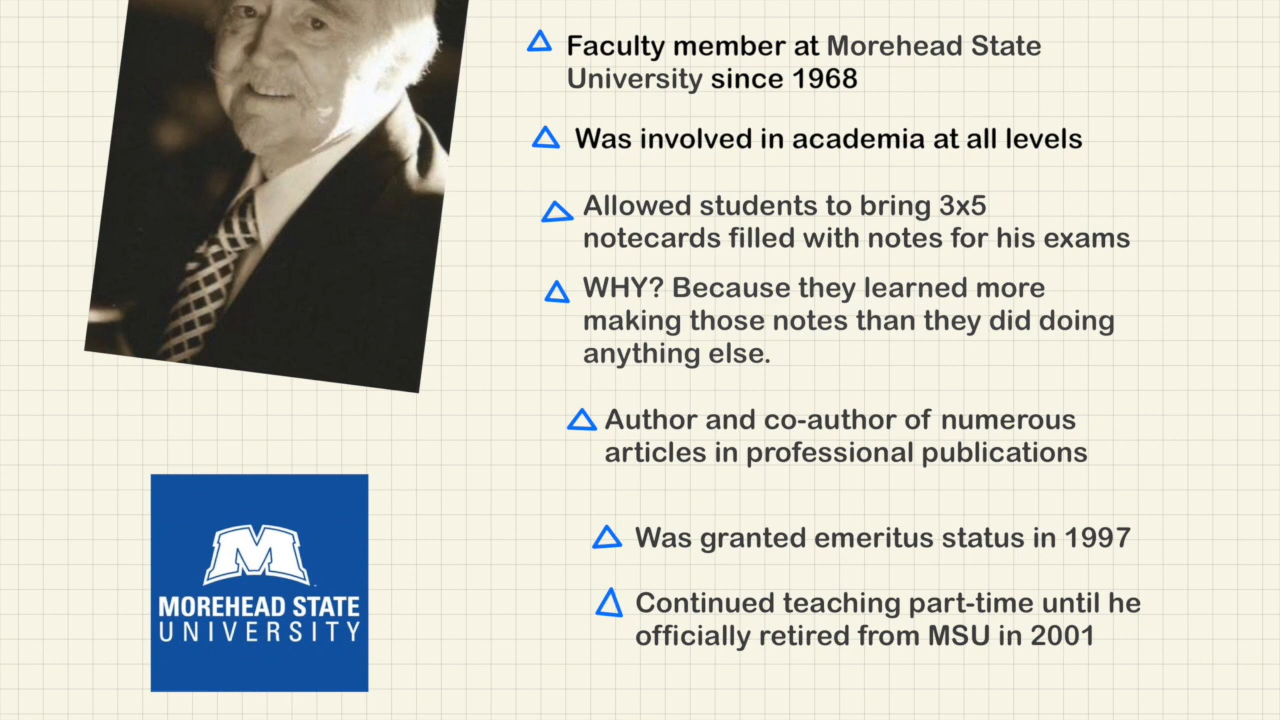 Faculty member at Morehead State
University since 1968
Was involved in academia at all levels
Allowed students to bring 3x5
notecards filled with notes for his exams
WHY? Because they learned more
making those notes than they did doing
anything else.
Author and co-author of numerous
articles in professional publications
Was granted emeritus status in 1997
Continued teaching part-time until he
officially retired from MSU in 2001
M
MOREHEAD STATE
UNIVERSITY